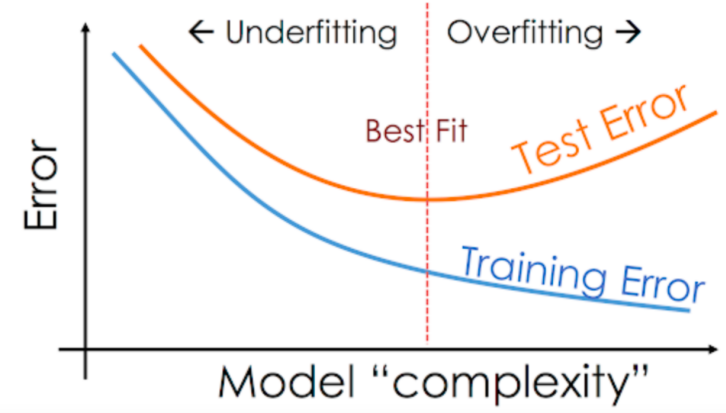 ← Underfitting
Overfitting →
Best Fit
Test Error
Training Error
Error
Model “complexity”